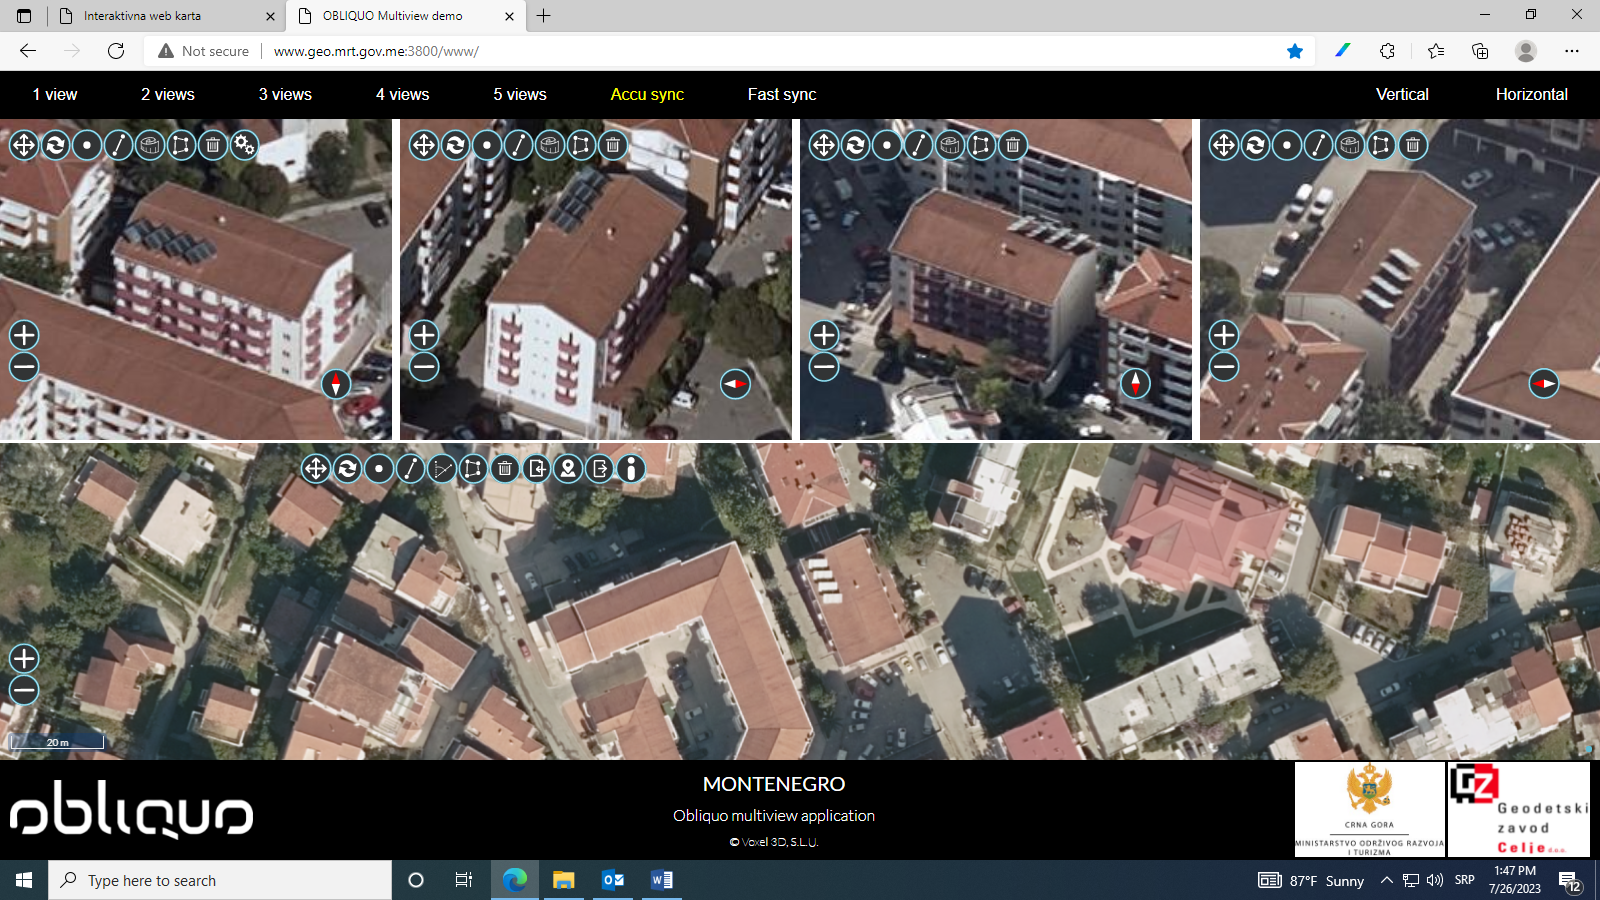 Interaktivna web karta
OBLIQUO Multiview demo
Not secure
www.geo.mrt.gov.me:3800/www/
1 view
2 views
3 views
4 views
5 views
Accu sync
Fast sync
Vertical
Horizontal
20 m
obliquo
MONTENEGRO
Obliquo multiview application
© Voxel 3D, S.L.U.
CRNA GORA
MINISTARSTVO ODRŽIVOG RAZVOJA
I TURIZMA
GZ
Geodetski
zavod
Celje d.o.o.
Type here to search
87°F Sunny
SRP
1:47 PM
7/26/2023
12